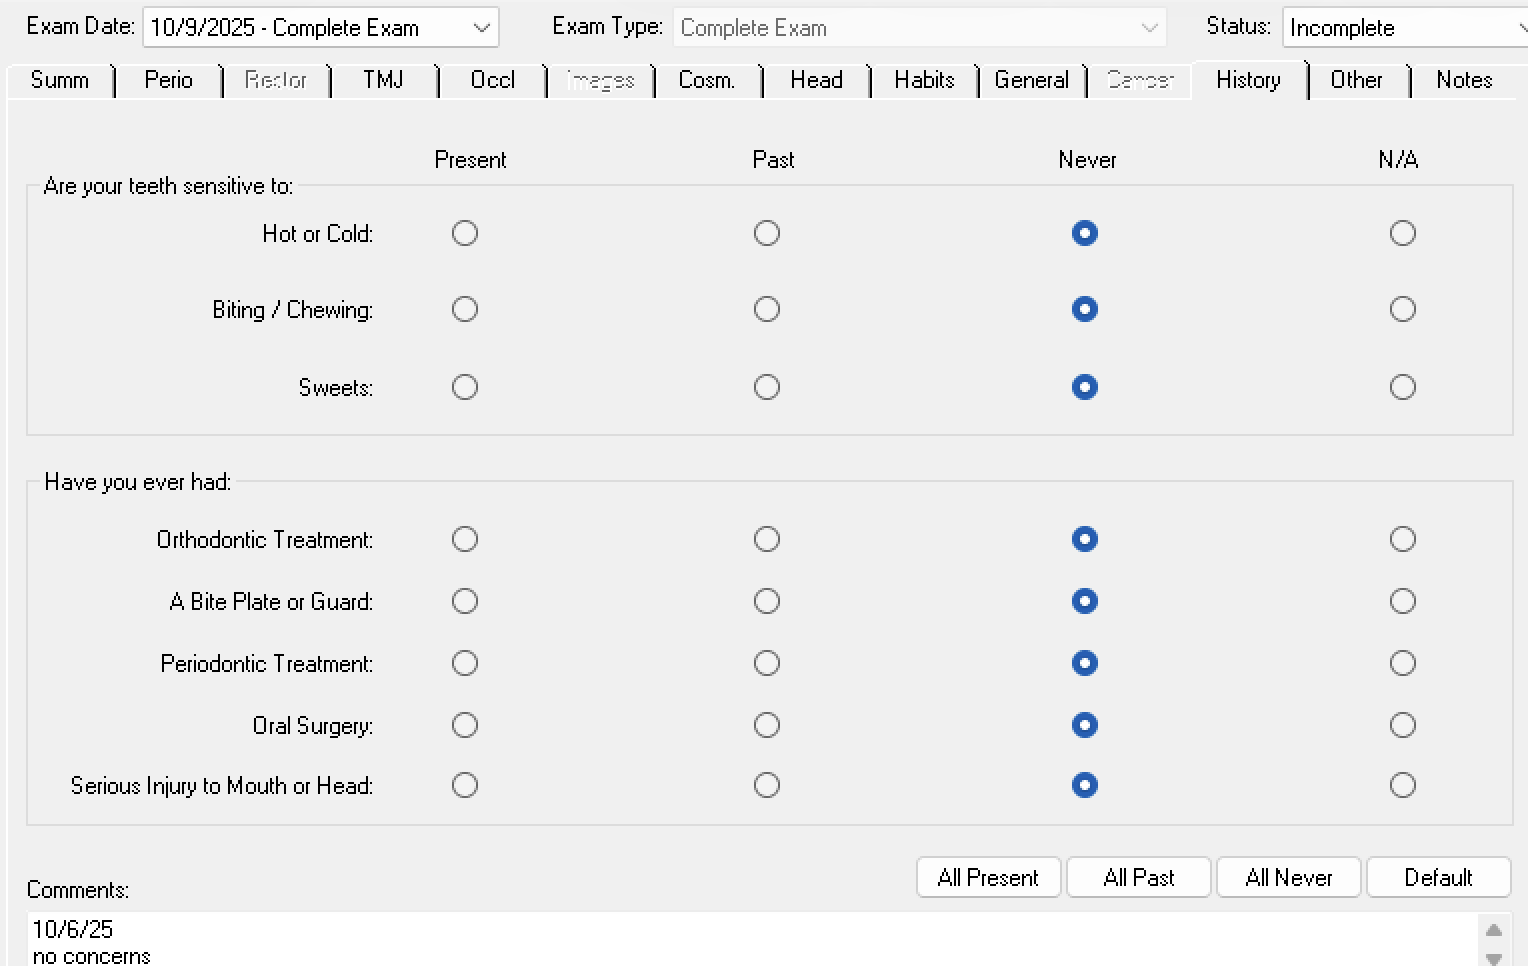 Exam Date: 10/9/2025 - Complete Exam Exam Type: Complete Exam Status: Incomplete
Summ Perio Restor TMJ Occl Images Cosm. Head Habits General Cancer History Other Notes
Present Past Never N/A
Are your teeth sensitive to:
Hot or Cold:
Biting / Chewing:
Sweets:
Have you ever had:
Orthodontic Treatment:
A Bite Plate or Guard:
Periodontic Treatment:
Oral Surgery:
Serious Injury to Mouth or Head:
All Present All Past All Never Default
Comments:
10/6/25
no concerns